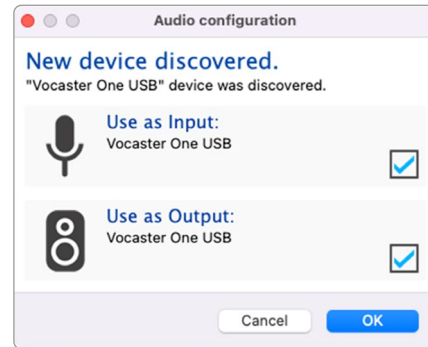 Audio configuration
New device discovered.
"Vocaster One USB" device was discovered.
Use as Input:
Vocaster One USB
Use as Output:
Vocaster One USB
Cancel
OK